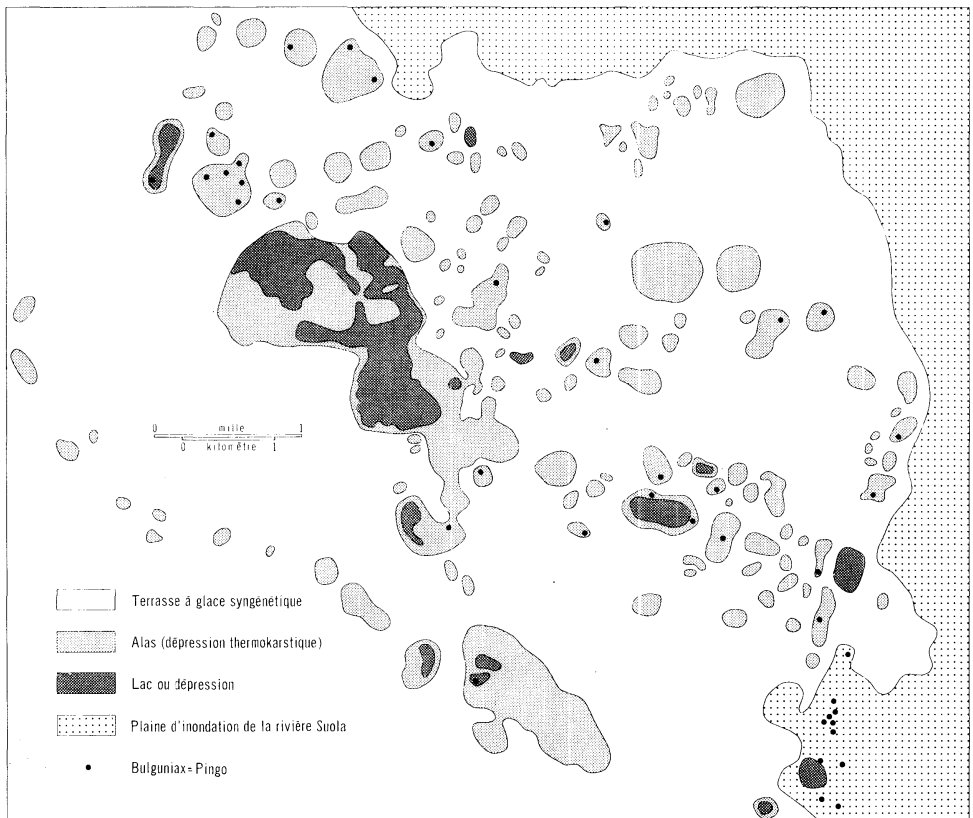 0 mille 1
0 kilomètre 1
Terrasse à glace syngénétique
Alas (dépression thermokarstique)
Lac ou dépression
Plaine d'inondation de la rivière Suola
Bulguniax = Pingo